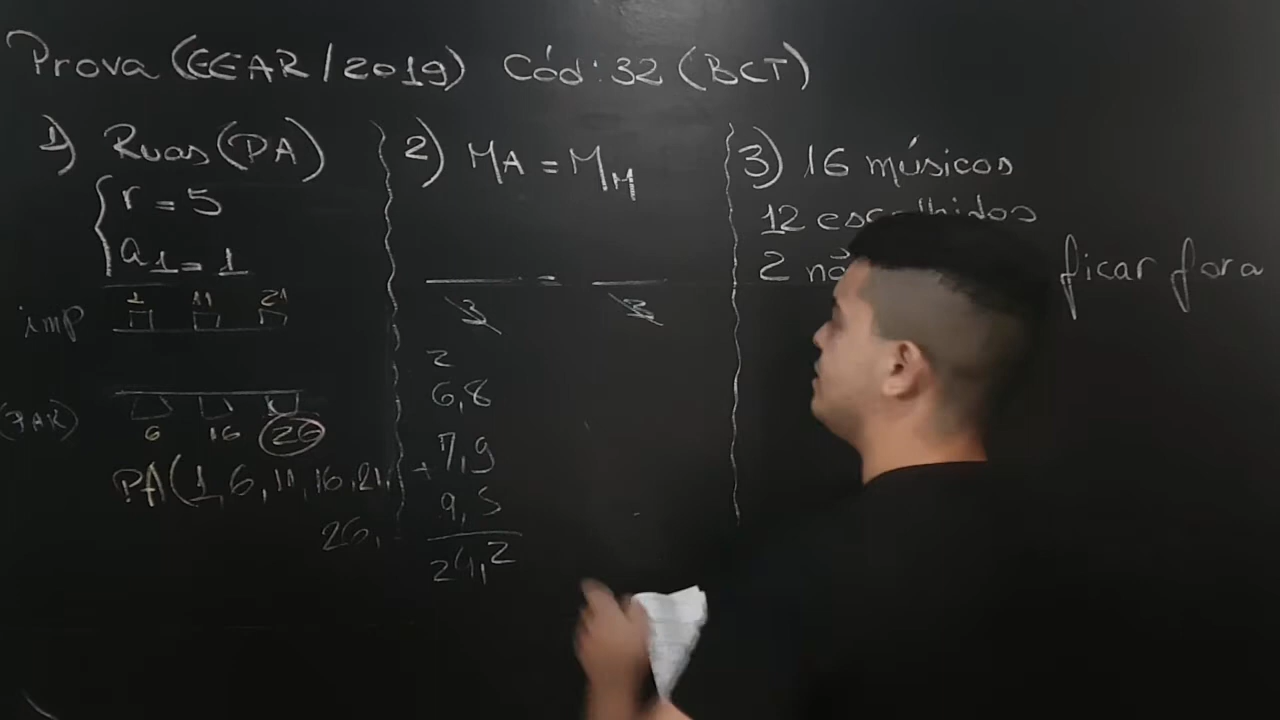 Prova (EEAR/2019) Cód: 32 (BCT)
1) Ruas (PA)
r = 5
a1 = 1
imp 1 11 21
(PAR) 6 16 26
PA(1, 6, 11, 16, 21,
26,
2) MA = MM
=
3 3
2
6,8
+ 7,9
9,5
24,2
3) 16 músicos
12 escolhidos
2 ficar fora